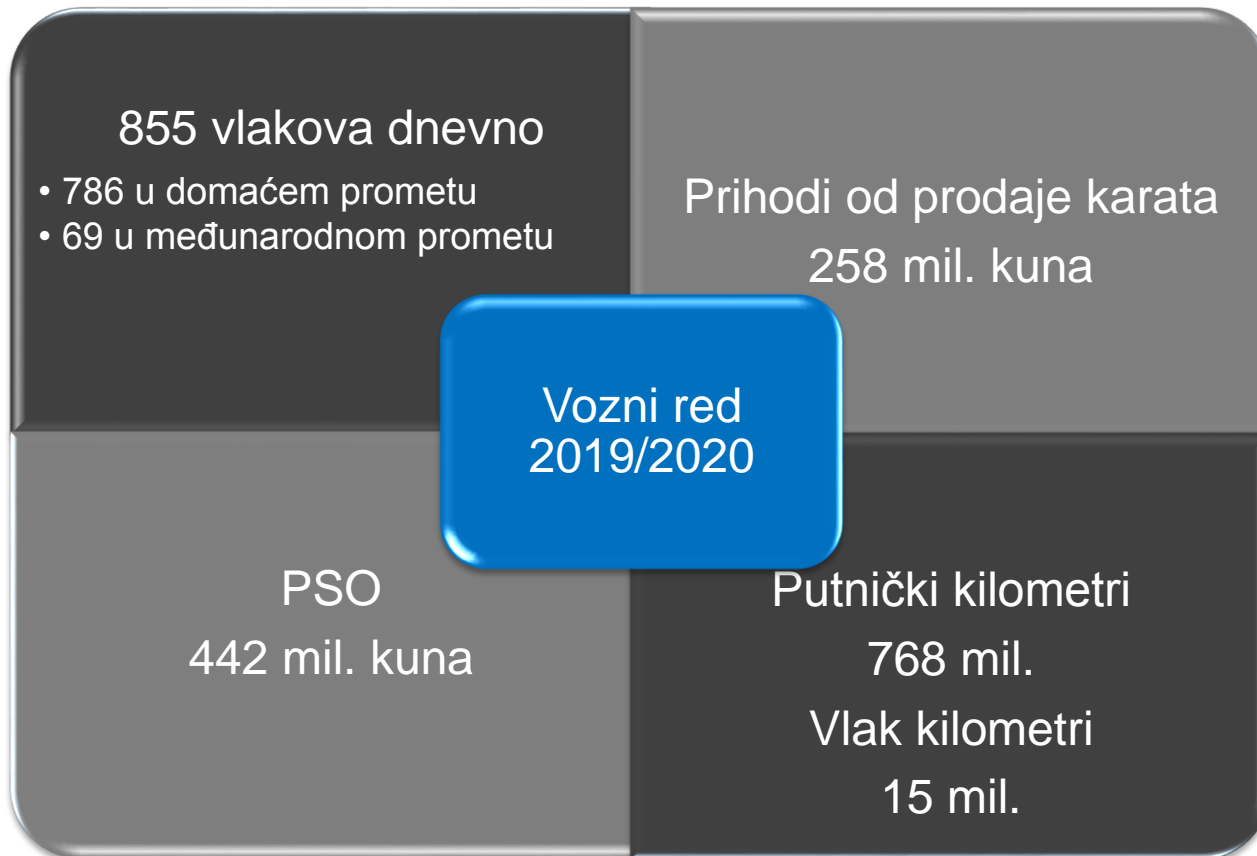 855 vlakova dnevno
• 786 u domaćem prometu
• 69 u međunarodnom prometu
Prihodi od prodaje karata
258 mil. kuna
Vozni red
2019/2020
PSO
442 mil. kuna
Putnički kilometri
768 mil.
Vlak kilometri
15 mil.